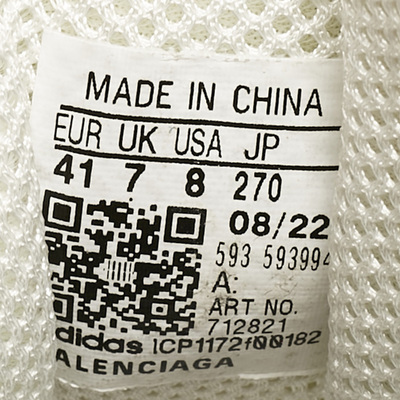 MADE IN CHINA
EUR UK USA JP
41 7 8 270
08/22
593 593994
A:
ART NO.
712821
didas 1CP1172f00182
ALENCIAGA